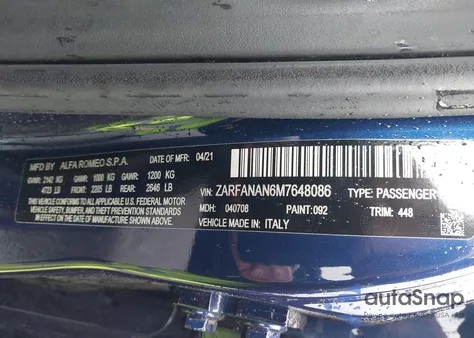 MFD BY ALFA ROMEO S.P.A. DATE OF MFR 04/21
GVWR: 2142 KG GAWR: 1000 KG GAWR: 1200 KG
4723 LB FRONT: 2205 LB REAR: 2646 LB
THIS VEHICLE CONFORMS TO ALL APPLICABLE U.S. FEDERAL MOTOR
VEHICLE SAFETY, BUMPER, AND THEFT PREVENTION STANDARDS
IN EFFECT ON THE DATE OF MANUFACTURE SHOWN ABOVE.
VIN: ZARFANAN6M7648086 TYPE: PASSENGER
MDH: 040708 PAINT: 092 TRIM: 448
VEHICLE MADE IN: ITALY
autoSnap